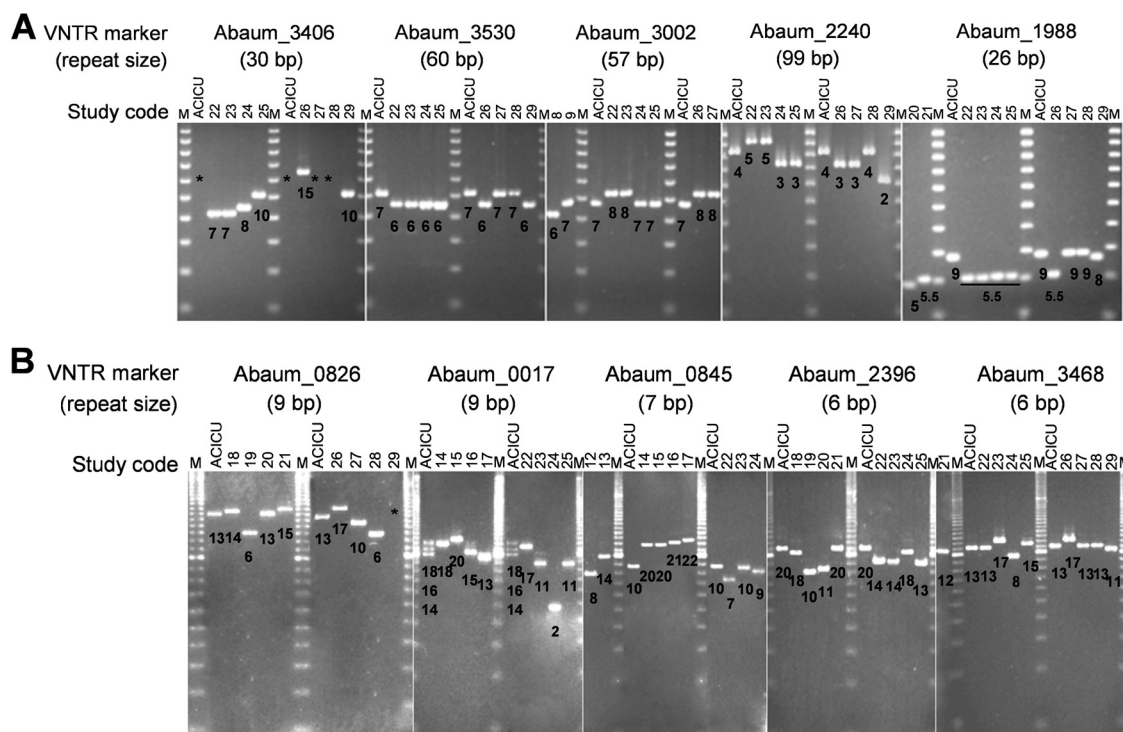 A VNTR marker Abaum_3406 Abaum_3530 Abaum_3002 Abaum_2240 Abaum_1988
(repeat size) (30 bp) (60 bp) (57 bp) (99 bp) (26 bp)
Study code M ACICU 22 23 24 25 M ACICU 26 27 28 29 M ACICU 22 23 24 25 M ACICU 26 27 28 29 M 8 9 M ACICU 22 23 24 25 M ACICU 26 27 M ACICU 22 23 24 25 M ACICU 26 27 28 29 M 20 21 M ACICU 22 23 24 25 M ACICU 26 27 28 29 M
* 7 7 8 10 * 15 * * 10 7 6 6 6 6 7 6 7 7 6 6 7 7 8 8 7 7 7 8 8 4 5 5 3 3 4 3 3 4 2 5 5.5 9 5.5 9 5.5 9 9 8
B VNTR marker Abaum_0826 Abaum_0017 Abaum_0845 Abaum_2396 Abaum_3468
(repeat size) (9 bp) (9 bp) (7 bp) (6 bp) (6 bp)
Study code M ACICU 18 19 20 21 M ACICU 26 27 28 29 M ACICU 14 15 16 17 M ACICU 22 23 24 25 M 12 13 M ACICU 14 15 16 17 M ACICU 22 23 24 M ACICU 18 19 20 21 M ACICU 22 23 24 25 M 21 M ACICU 22 23 24 25 M ACICU 26 27 28 29 M
13 14 6 13 15 13 17 10 6 * 18 18 20 15 13 18 17 11 2 11 8 14 10 20 20 21 22 10 7 10 9 20 18 10 11 20 20 14 14 18 13 12 13 13 17 8 15 13 17 13 13 11
16 16
14 14